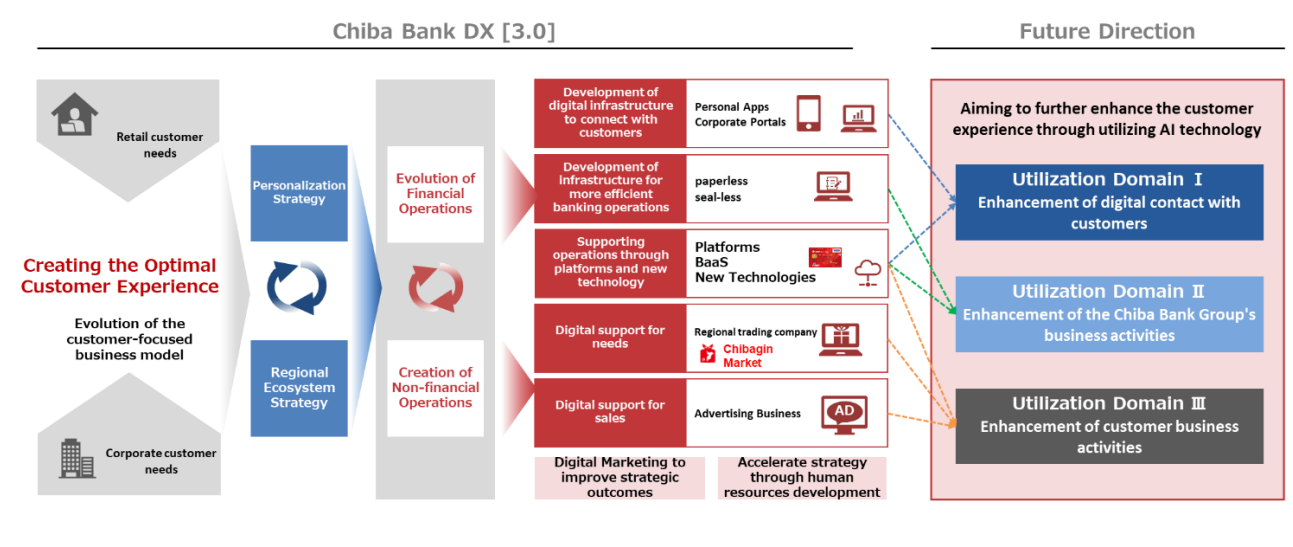 Chiba Bank DX [3.0]
Future Direction
Retail customer
needs
Creating the Optimal
Customer Experience
Evolution of the
customer-focused
business model
Corporate customer
needs
Personalization
Strategy
Regional
Ecosystem
Strategy
Evolution of
Financial
Operations
Creation of
Non-financial
Operations
Development of
digital infrastructure
to connect with
customers
Personal Apps
Corporate Portals
Development of
infrastructure for
more efficient
banking operations
paperless
seal-less
Supporting
operations through
platforms and new
technology
Platforms
BaaS
New Technologies
Digital support for
needs
Regional trading company
Chibagin
Market
Digital support for
sales
Advertising Business
AD
Digital Marketing to
improve strategic
outcomes
Accelerate strategy
through human
resources development
Aiming to further enhance the customer
experience through utilizing AI technology
Utilization Domain Ⅰ
Enhancement of digital contact with
customers
Utilization Domain Ⅱ
Enhancement of the Chiba Bank Group's
business activities
Utilization Domain Ⅲ
Enhancement of customer business
activities